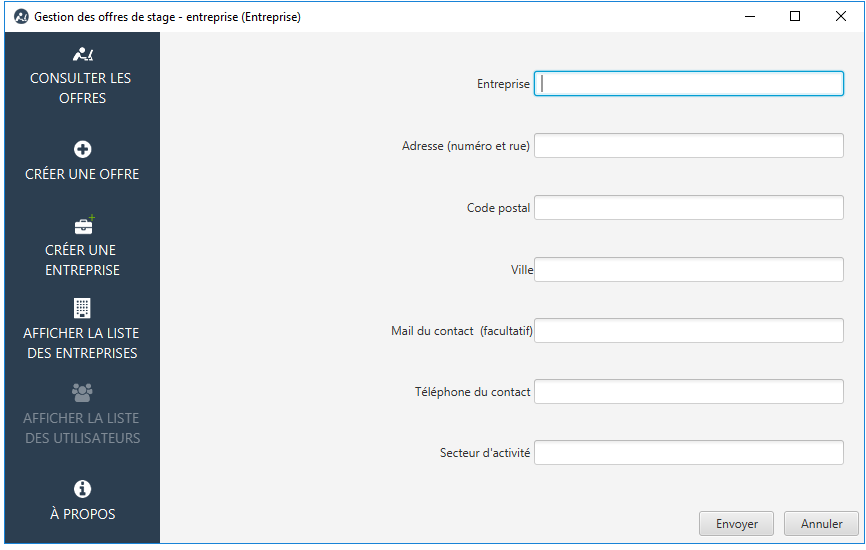 Gestion des offres de stage - entreprise (Entreprise)
CONSULTER LES
OFFRES
CRÉER UNE OFFRE
CRÉER UNE
ENTREPRISE
AFFICHER LA LISTE
DES ENTREPRISES
AFFICHER LA LISTE
DES UTILISATEURS
À PROPOS
Entreprise
Adresse (numéro et rue)
Code postal
Ville
Mail du contact (facultatif)
Téléphone du contact
Secteur d'activité
Envoyer
Annuler